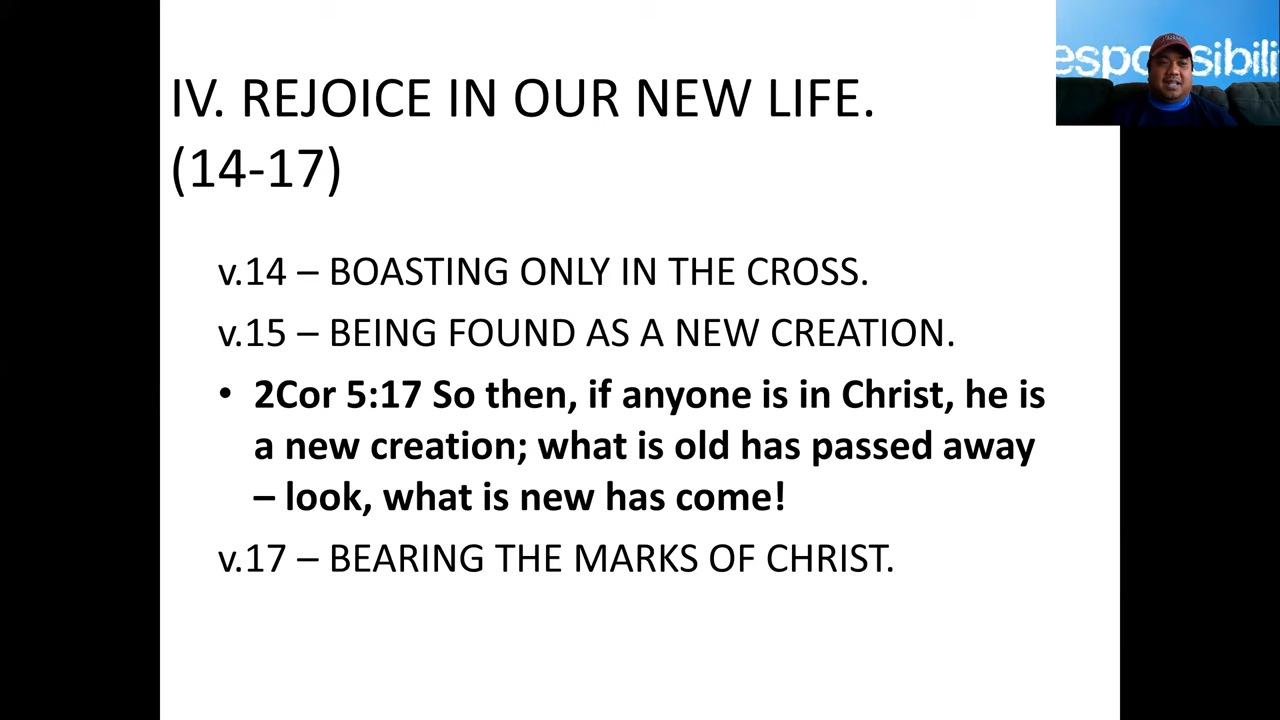 IV. REJOICE IN OUR NEW LIFE.
(14-17)
v.14 – BOASTING ONLY IN THE CROSS.
v.15 – BEING FOUND AS A NEW CREATION.
• 2Cor 5:17 So then, if anyone is in Christ, he is
a new creation; what is old has passed away
– look, what is new has come!
v.17 – BEARING THE MARKS OF CHRIST.
espo sibili